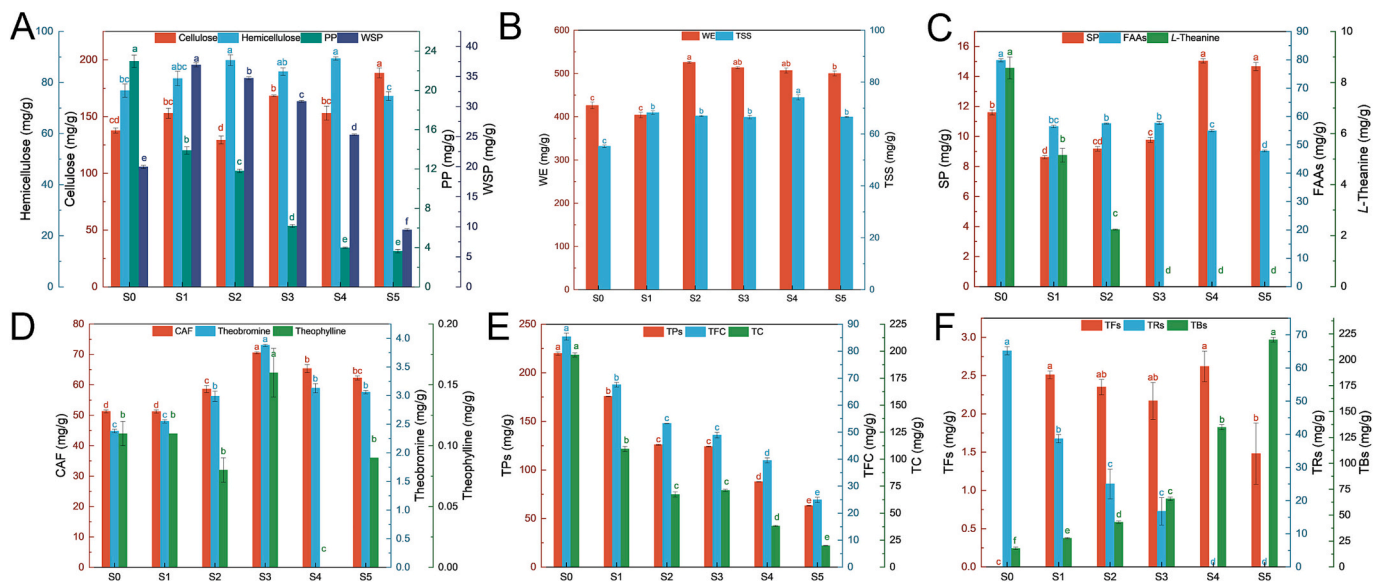 A
Cellulose Hemicellulose PP WSP
Hemicellulose (mg/g)
100
80
60
40
20
0
Cellulose (mg/g)
200
150
100
50
0
cd bc a e
bc abc b a
d a c b
a ab d c
bc a e d
a c e f
S0 S1 S2 S3 S4 S5
PP (mg/g)
24
20
16
12
8
4
0
WSP (mg/g)
40
35
30
25
20
15
10
5
0
B
WE TSS
WE (mg/g)
600
500
400
300
200
100
0
c c
c b
a b
ab b
ab a
b b
S0 S1 S2 S3 S4 S5
TSS (mg/g)
100
80
60
40
20
0
C
SP FAAs L-Theanine
SP (mg/g)
16
14
12
10
8
6
4
2
0
b a a
d bc b
cd b c
c b d
a c d
a d d
S0 S1 S2 S3 S4 S5
FAAs (mg/g)
90
80
70
60
50
40
30
20
10
0
L-Theanine (mg/g)
10
8
6
4
2
0
D
CAF Theobromine Theophylline
CAF (mg/g)
80
70
60
50
40
30
20
10
0
b c b
b c b
c b b
a a a
b b c
b b b
S0 S1 S2 S3 S4 S5
Theobromine (mg/g)
4.0
3.5
3.0
2.5
2.0
1.5
1.0
0.5
0.0
Theophylline (mg/g)
0.20
0.15
0.10
0.05
0.00
E
TPs TFC TC
TPs (mg/g)
250
200
150
100
50
0
a a a
b b b
c c c
c c c
d d d
e e e
S0 S1 S2 S3 S4 S5
TFC (mg/g)
90
80
70
60
50
40
30
20
10
0
TC (mg/g)
225
200
175
150
125
100
75
50
25
0
F
TFs TRs TBs
TFs (mg/g)
3.0
2.5
2.0
1.5
1.0
0.5
0.0
c a f
a b e
ab c d
ab c c
a d b
b d a
S0 S1 S2 S3 S4 S5
TRs (mg/g)
70
60
50
40
30
20
10
0
TBs (mg/g)
225
200
175
150
125
100
75
50
25
0